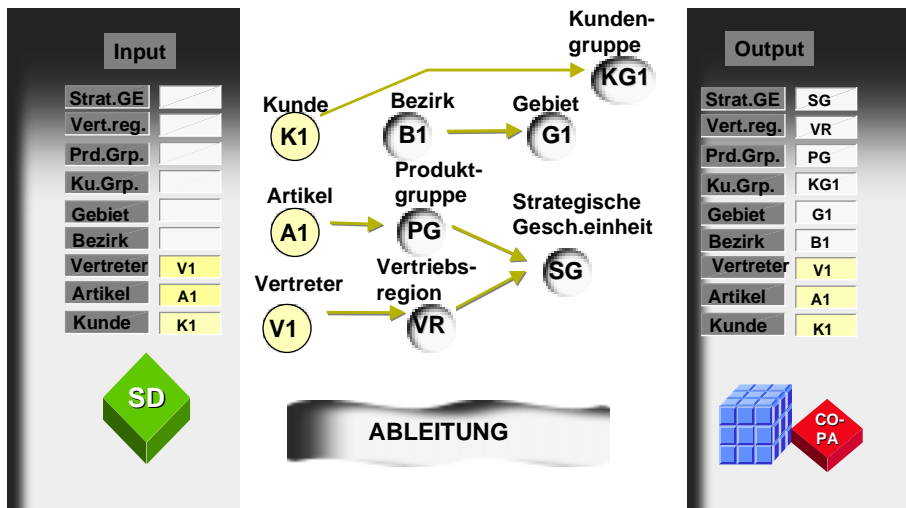 Input
Strat.GE
Vert.reg.
Prd.Grp.
Ku.Grp.
Gebiet
Bezirk
Vertreter V1
Artikel A1
Kunde K1
SD
Kunden-
gruppe
KG1
Kunde
K1
Bezirk
B1
Gebiet
G1
Artikel
A1
Produkt-
gruppe
PG
Strategische
Gesch.einheit
SG
Vertreter
V1
Vertriebs-
region
VR
ABLEITUNG
Output
Strat.GE SG
Vert.reg. VR
Prd.Grp. PG
Ku.Grp. KG1
Gebiet G1
Bezirk B1
Vertreter V1
Artikel A1
Kunde K1
CO-
PA